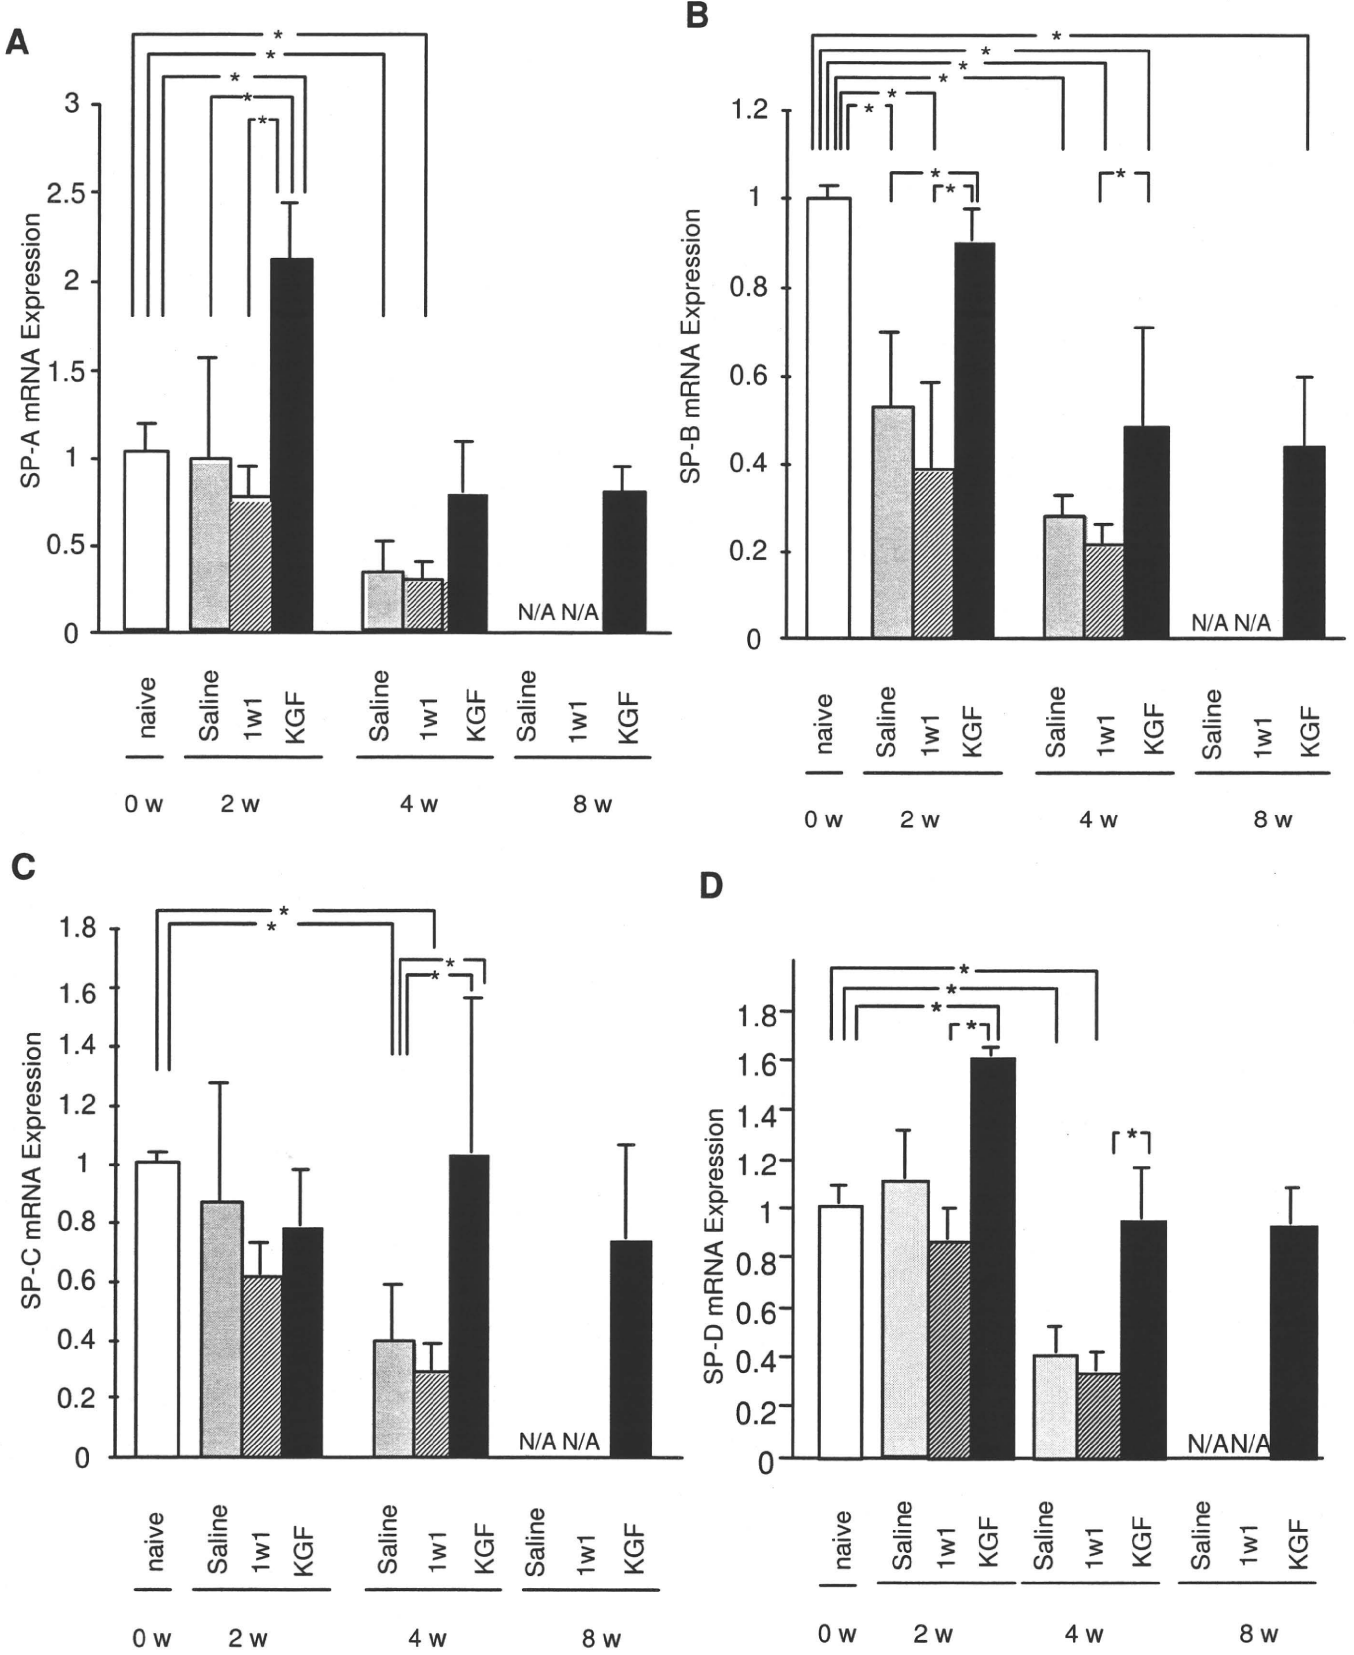 A
* * * * *
3
2.5
2
1.5
1
0.5
0
SP-A mRNA Expression
N/A N/A
naive Saline 1w1 KGF Saline 1w1 KGF Saline 1w1 KGF
0 w 2 w 4 w 8 w
B
* * * * * *
* * *
1.2
1
0.8
0.6
0.4
0.2
0
SP-B mRNA Expression
N/A N/A
naive Saline 1w1 KGF Saline 1w1 KGF Saline 1w1 KGF
0 w 2 w 4 w 8 w
C
* * * *
1.8
1.6
1.4
1.2
1
0.8
0.6
0.4
0.2
0
SP-C mRNA Expression
N/A N/A
naive Saline 1w1 KGF Saline 1w1 KGF Saline 1w1 KGF
0 w 2 w 4 w 8 w
D
* * * * *
1.8
1.6
1.4
1.2
1
0.8
0.6
0.4
0.2
0
SP-D mRNA Expression
N/A N/A
naive Saline 1w1 KGF Saline 1w1 KGF Saline 1w1 KGF
0 w 2 w 4 w 8 w